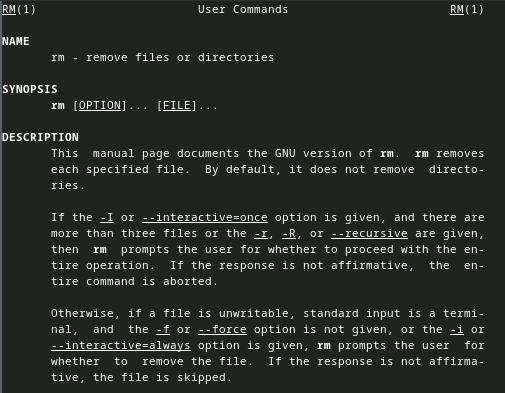 RM(1) User Commands RM(1)
NAME
rm - remove files or directories
SYNOPSIS
rm [OPTION]... [FILE]...
DESCRIPTION
This manual page documents the GNU version of rm. rm removes
each specified file. By default, it does not remove directo-
ries.
If the -I or --interactive=once option is given, and there are
more than three files or the -r, -R, or --recursive are given,
then rm prompts the user for whether to proceed with the en-
tire operation. If the response is not affirmative, the en-
tire command is aborted.
Otherwise, if a file is unwritable, standard input is a termi-
nal, and the -f or --force option is not given, or the -i or
--interactive=always option is given, rm prompts the user for
whether to remove the file. If the response is not affirma-
tive, the file is skipped.